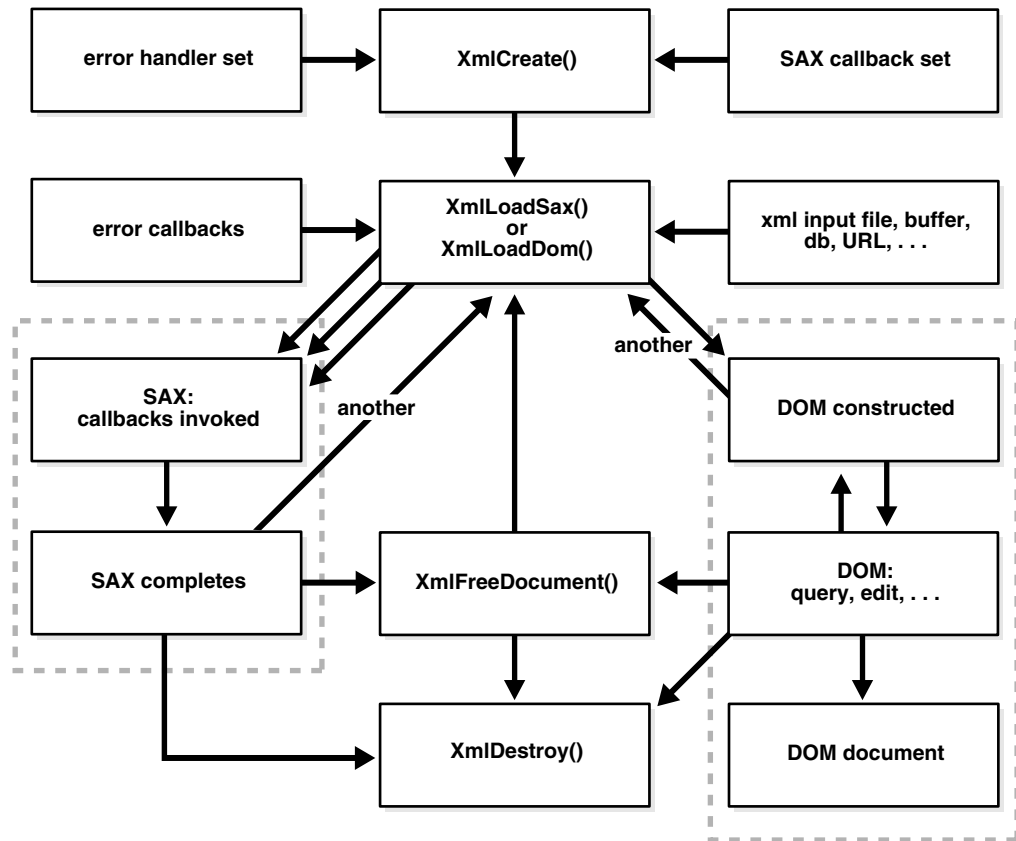 error handler set
XmlCreate()
SAX callback set
error callbacks
XmlLoadSax()
or
XmlLoadDom()
xml input file, buffer,
db, URL, . . .
another
SAX:
callbacks invoked
another
DOM constructed
SAX completes
XmlFreeDocument()
DOM:
query, edit, . . .
XmlDestroy()
DOM document